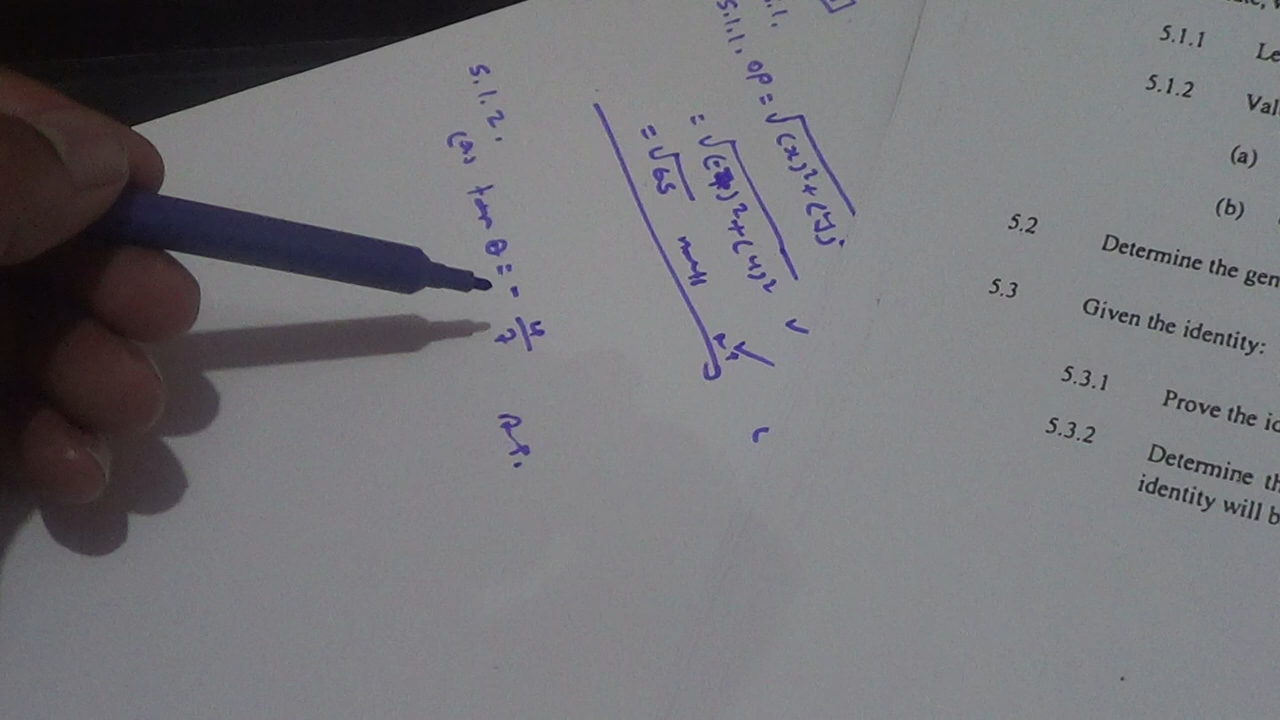 5.1.1. OP = √(x)²+(y)²
= √(-7)²+(4)²
= √65
5.1.2.
(a) tan θ = - 4/7
5.1.1 Le
5.1.2 Val
(a)
(b)
5.2 Determine the gen
5.3 Given the identity:
5.3.1 Prove the id
5.3.2 Determine th
identity will b